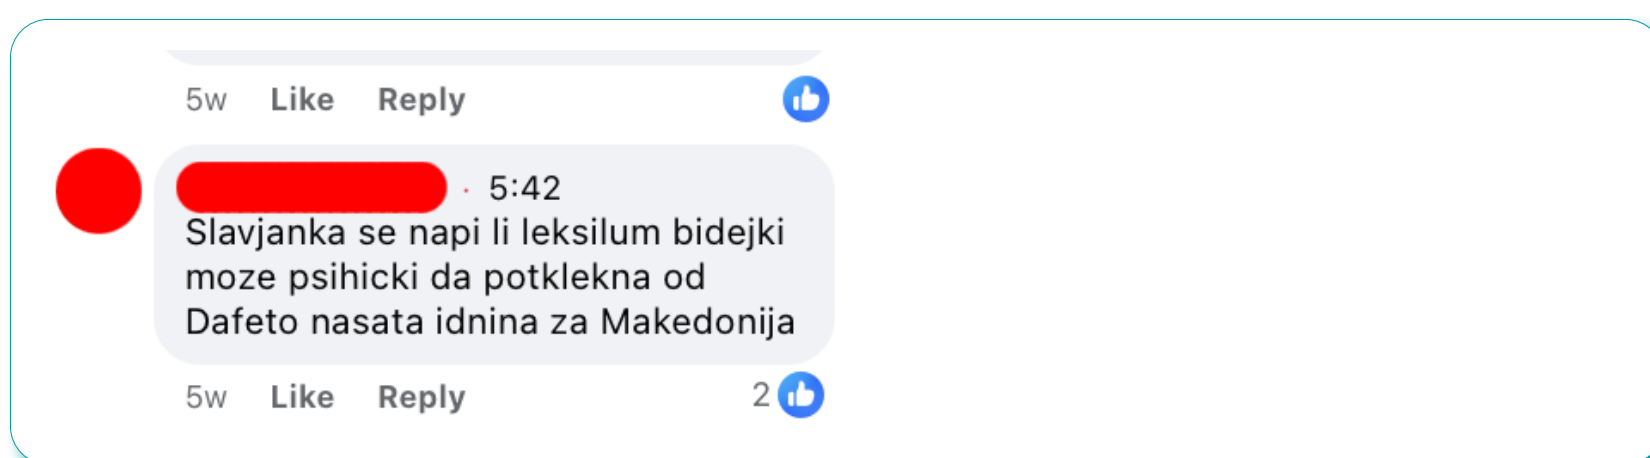 5w Like Reply
· 5:42
Slavjanka se napi li leksilum bidejki
moze psihicki da potklekna od
Dafeto nasata idnina za Makedonija
5w Like Reply 2